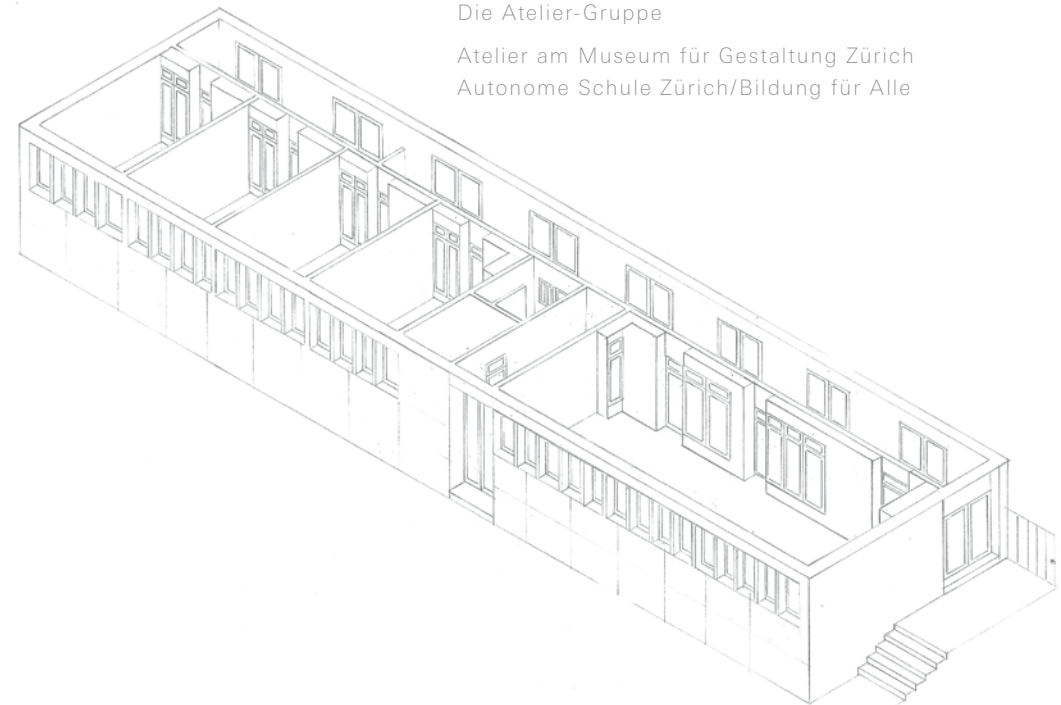 Die Atelier-Gruppe
Atelier am Museum für Gestaltung Zürich
Autonome Schule Zürich/Bildung für Alle